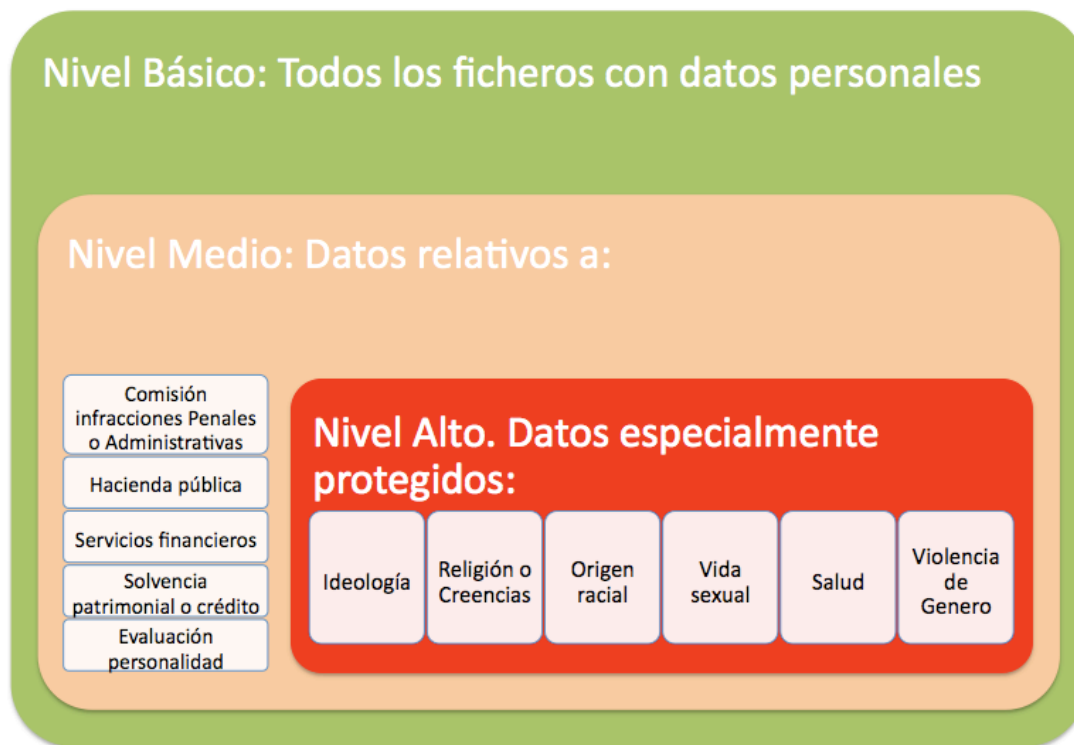 Nivel Básico: Todos los ficheros con datos personales
Nivel Medio: Datos relativos a:
Comisión
infracciones Penales
o Administrativas
Hacienda pública
Servicios financieros
Solvencia
patrimonial o crédito
Evaluación
personalidad
Nivel Alto. Datos especialmente
protegidos:
Ideología
Religión o
Creencias
Origen
racial
Vida
sexual
Salud
Violencia
de
Genero